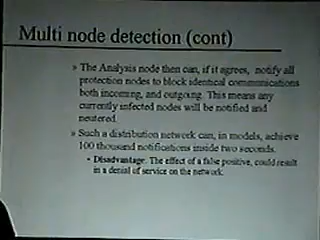 Multi node detection (cont)
» The Analysis node then can, if it agrees, notify all
protection nodes to block identical communications
both incoming, and outgoing. This means any
currently infected nodes will be notified and
neutered.
» Such a distribution network can, in models, achieve
100 thousand notifications inside two seconds.
• Disadvantage: The effect of a false positive, could result
in a denial of service on the network.